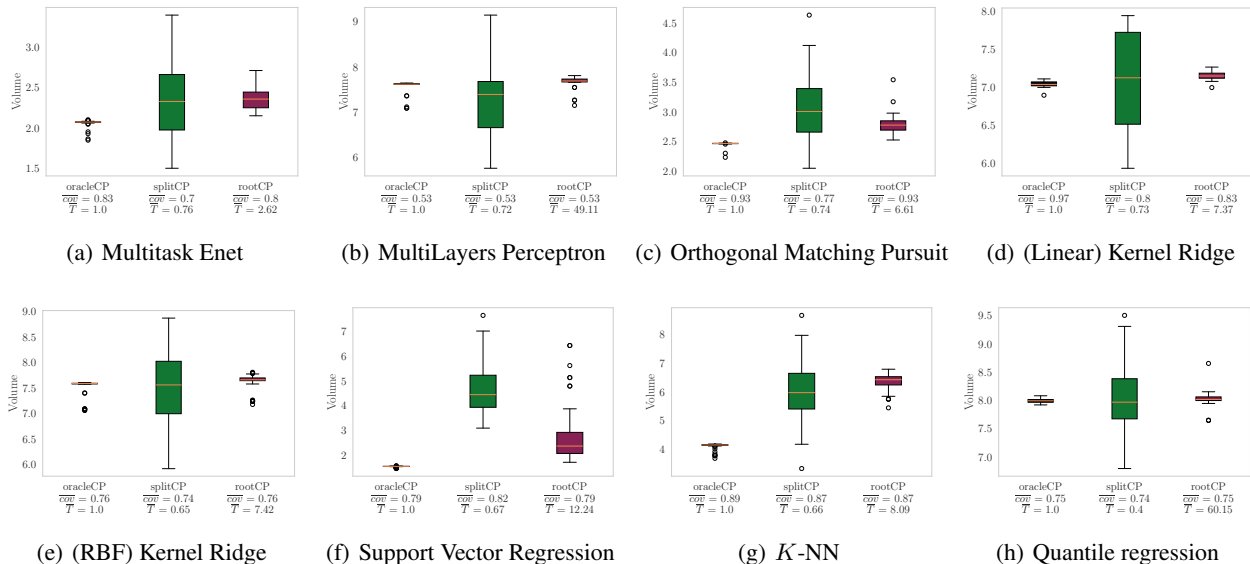 3.0
2.5
2.0
1.5
Volume
oracleCP splitCP rootCP
cov = 0.83 cov = 0.7 cov = 0.8
T = 1.0 T = 0.76 T = 2.62
(a) Multitask Enet
9
8
7
6
Volume
oracleCP splitCP rootCP
cov = 0.53 cov = 0.53 cov = 0.53
T = 1.0 T = 0.72 T = 49.11
(b) MultiLayers Perceptron
4.5
4.0
3.5
3.0
2.5
2.0
Volume
oracleCP splitCP rootCP
cov = 0.93 cov = 0.77 cov = 0.93
T = 1.0 T = 0.74 T = 6.61
(c) Orthogonal Matching Pursuit
8.0
7.5
7.0
6.5
6.0
Volume
oracleCP splitCP rootCP
cov = 0.97 cov = 0.8 cov = 0.83
T = 1.0 T = 0.73 T = 7.37
(d) (Linear) Kernel Ridge
9.0
8.5
8.0
7.5
7.0
6.5
6.0
Volume
oracleCP splitCP rootCP
cov = 0.76 cov = 0.74 cov = 0.76
T = 1.0 T = 0.65 T = 7.42
(e) (RBF) Kernel Ridge
7
6
5
4
3
2
Volume
oracleCP splitCP rootCP
cov = 0.79 cov = 0.82 cov = 0.79
T = 1.0 T = 0.67 T = 12.24
(f) Support Vector Regression
8
7
6
5
4
Volume
oracleCP splitCP rootCP
cov = 0.89 cov = 0.87 cov = 0.87
T = 1.0 T = 0.66 T = 8.09
(g) K-NN
9.5
9.0
8.5
8.0
7.5
7.0
Volume
oracleCP splitCP rootCP
cov = 0.75 cov = 0.74 cov = 0.75
T = 1.0 T = 0.4 T = 60.15
(h) Quantile regression